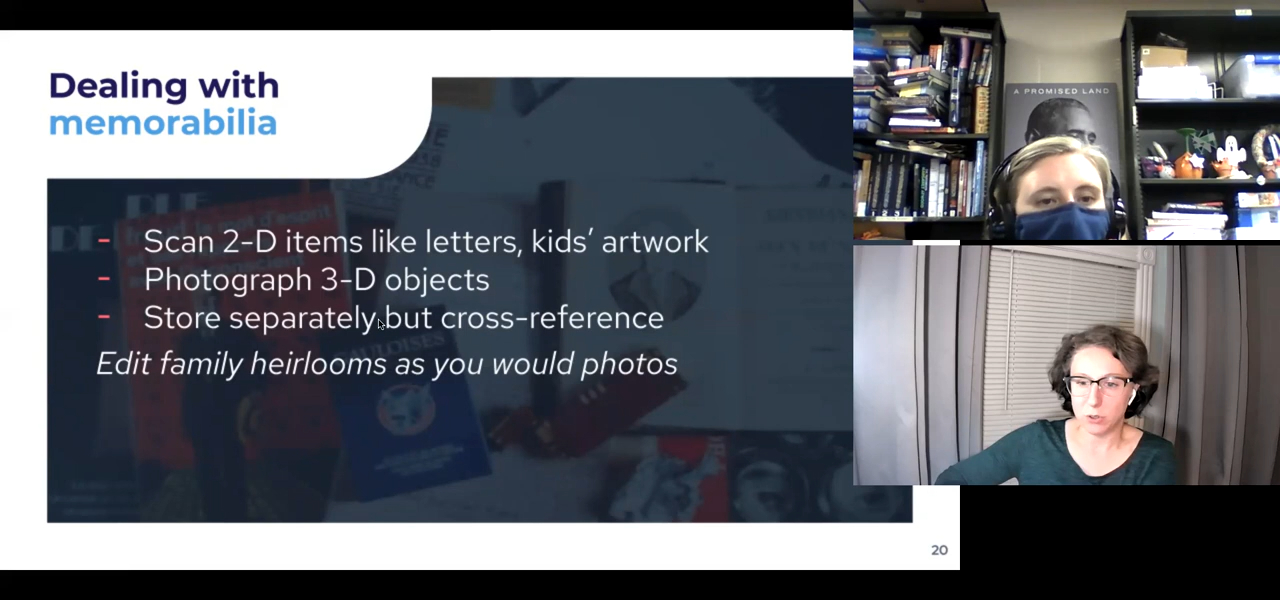 Dealing with
memorabilia
- Scan 2-D items like letters, kids’ artwork
- Photograph 3-D objects
- Store separately but cross-reference
Edit family heirlooms as you would photos
20
A PROMISED LAND